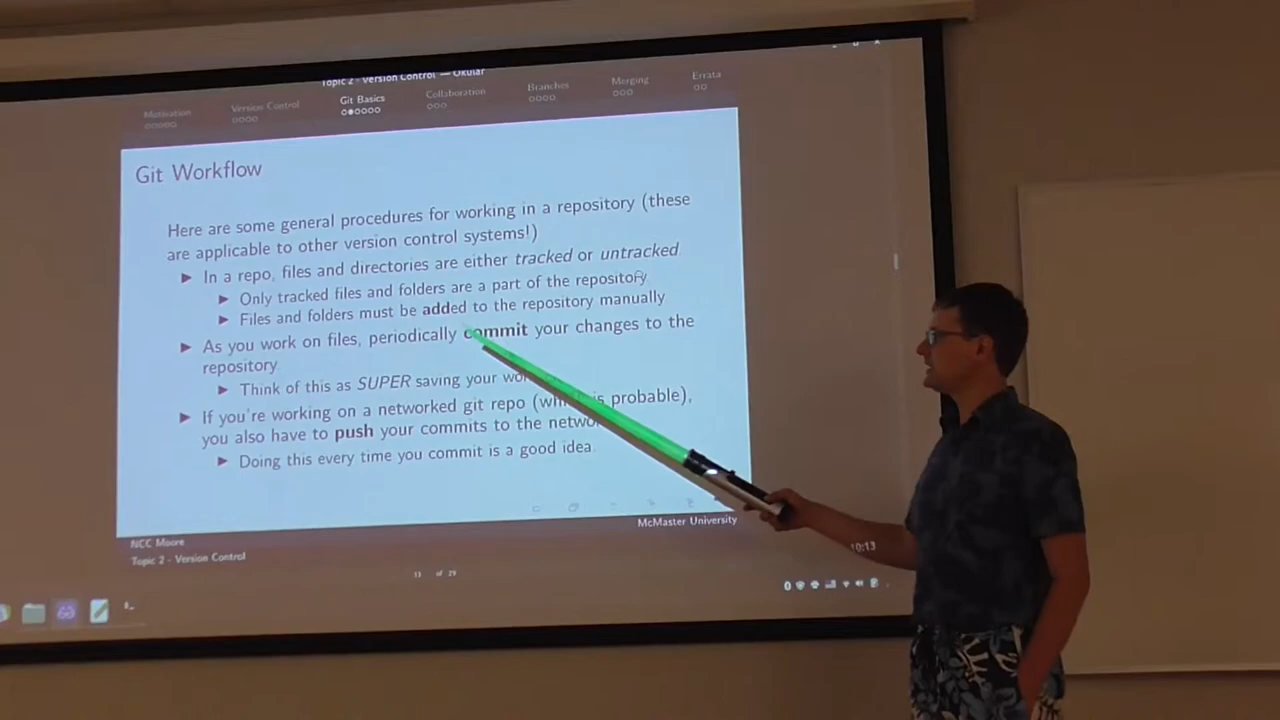 Topic 2 - Version Control — Okular
Motivation
Version Control
Git Basics
Collaboration
Branches
Merging
Errata
Git Workflow
Here are some general procedures for working in a repository (these
are applicable to other version control systems!)
In a repo, files and directories are either tracked or untracked
Only tracked files and folders are a part of the repository
Files and folders must be added to the repository manually
As you work on files, periodically commit your changes to the
repository
Think of this as SUPER saving your
If you're working on a networked git repo ( is probable),
you also have to push your commits to the
Doing this every time you commit is a good idea.
McMaster University
NCC Moore
Topic 2 - Version Control
11 of 29
10:13